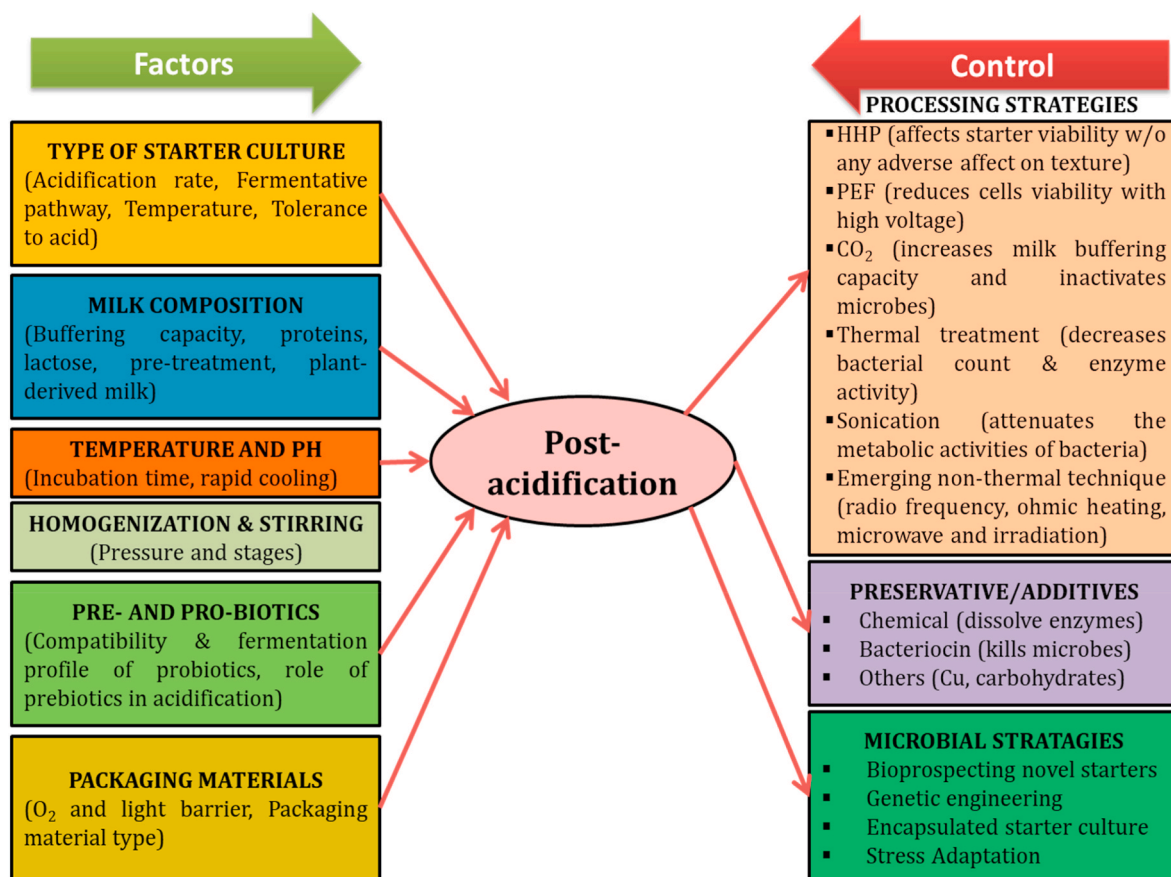 Factors
TYPE OF STARTER CULTURE
(Acidification rate, Fermentative
pathway, Temperature, Tolerance
to acid)
MILK COMPOSITION
(Buffering capacity, proteins,
lactose, pre-treatment, plant-
derived milk)
TEMPERATURE AND PH
(Incubation time, rapid cooling)
HOMOGENIZATION & STIRRING
(Pressure and stages)
PRE- AND PRO-BIOTICS
(Compatibility & fermentation
profile of probiotics, role of
prebiotics in acidification)
PACKAGING MATERIALS
(O₂ and light barrier, Packaging
material type)
Post-
acidification
Control
PROCESSING STRATEGIES
▪ HHP (affects starter viability w/o
any adverse affect on texture)
▪ PEF (reduces cells viability with
high voltage)
▪ CO₂ (increases milk buffering
capacity and inactivates
microbes)
▪ Thermal treatment (decreases
bacterial count & enzyme
activity)
▪ Sonication (attenuates the
metabolic activities of bacteria)
▪ Emerging non-thermal technique
(radio frequency, ohmic heating,
microwave and irradiation)
PRESERVATIVE/ADDITIVES
▪ Chemical (dissolve enzymes)
▪ Bacteriocin (kills microbes)
▪ Others (Cu, carbohydrates)
MICROBIAL STRATAGIES
▪ Bioprospecting novel starters
▪ Genetic engineering
▪ Encapsulated starter culture
▪ Stress Adaptation